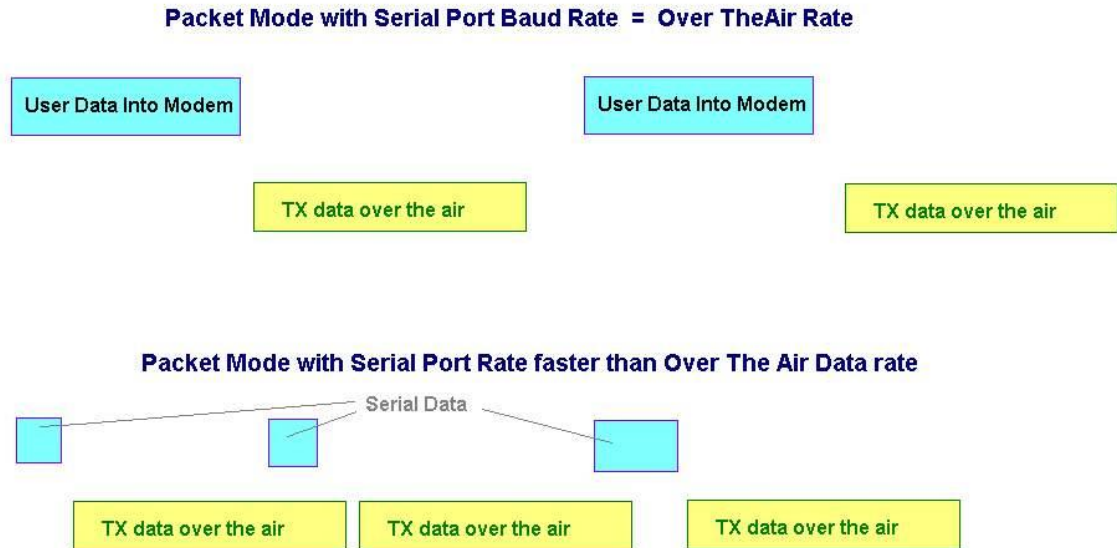 Packet Mode with Serial Port Baud Rate = Over TheAir Rate
User Data Into Modem
User Data Into Modem
TX data over the air
TX data over the air
Packet Mode with Serial Port Rate faster than Over The Air Data rate
Serial Data
TX data over the air
TX data over the air
TX data over the air